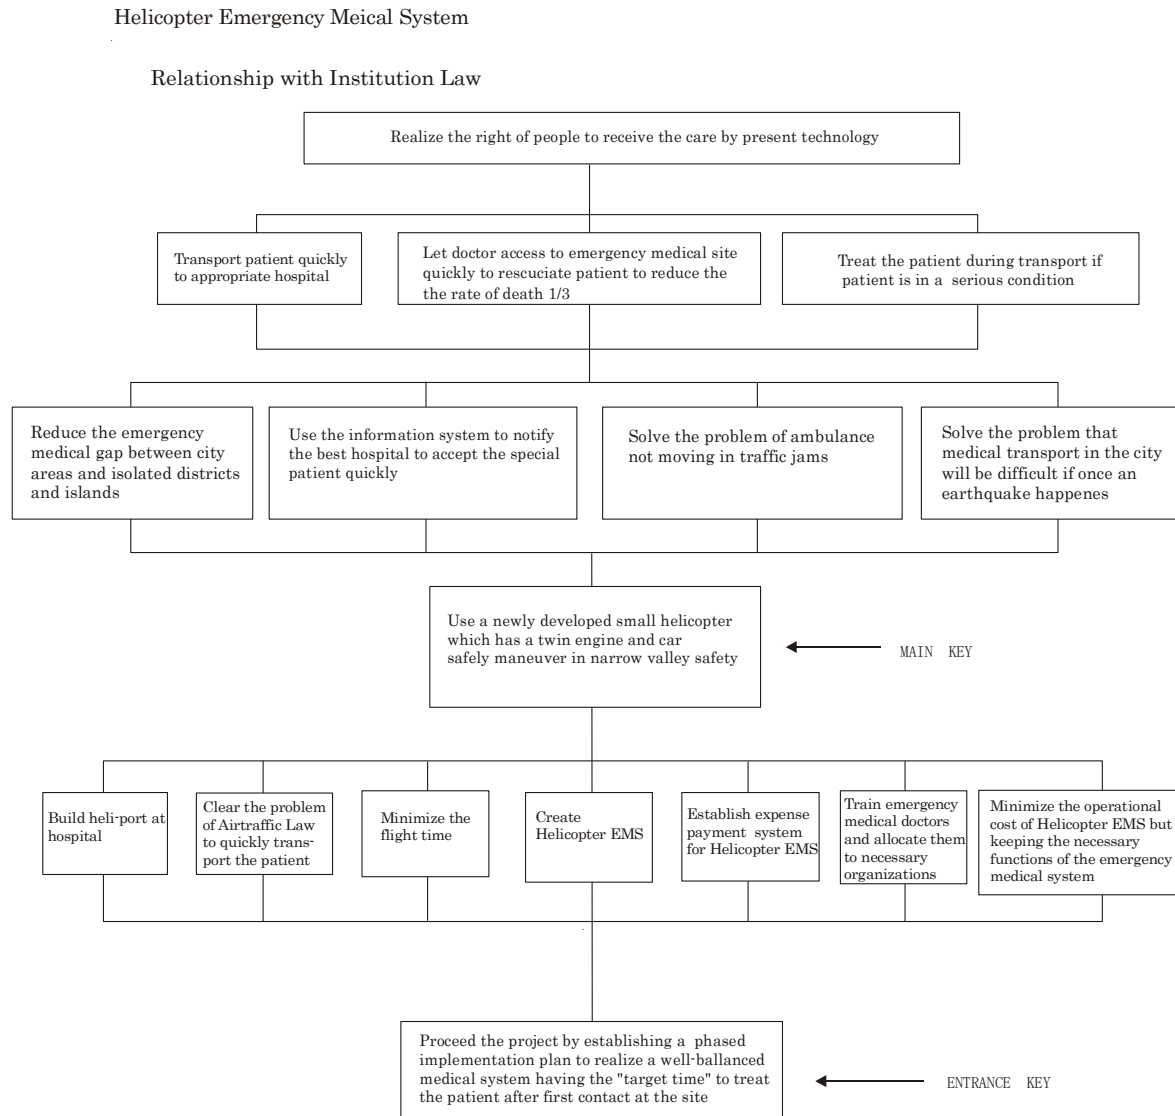 Helicopter Emergency Meical System
Relationship with Institution Law
Realize the right of people to receive the care by present technology
Transport patient quickly
to appropriate hospital
Let doctor access to emergency medical site
quickly to rescuciate patient to reduce the
the rate of death 1/3
Treat the patient during transport if
patient is in a serious condition
Reduce the emergency
medical gap between city
areas and isolated districts
and islands
Use the information system to notify
the best hospital to accept the special
patient quickly
Solve the problem of ambulance
not moving in traffic jams
Solve the problem that
medical transport in the city
will be difficult if once an
earthquake happenes
Use a newly developed small helicopter
which has a twin engine and car
safely maneuver in narrow valley safety
MAIN KEY
Build heli-port at
hospital
Clear the problem
of Airtraffic Law
to quickly trans-
port the patient
Minimize the
flight time
Create
Helicopter EMS
Establish expense
payment system
for Helicopter EMS
Train emergency
medical doctors
and allocate them
to necessary
organizations
Minimize the operational
cost of Helicopter EMS but
keeping the necessary
functions of the emergency
medical system
Proceed the project by establishing a phased
implementation plan to realize a well-ballanced
medical system having the "target time" to treat
the patient after first contact at the site
ENTRANCE KEY